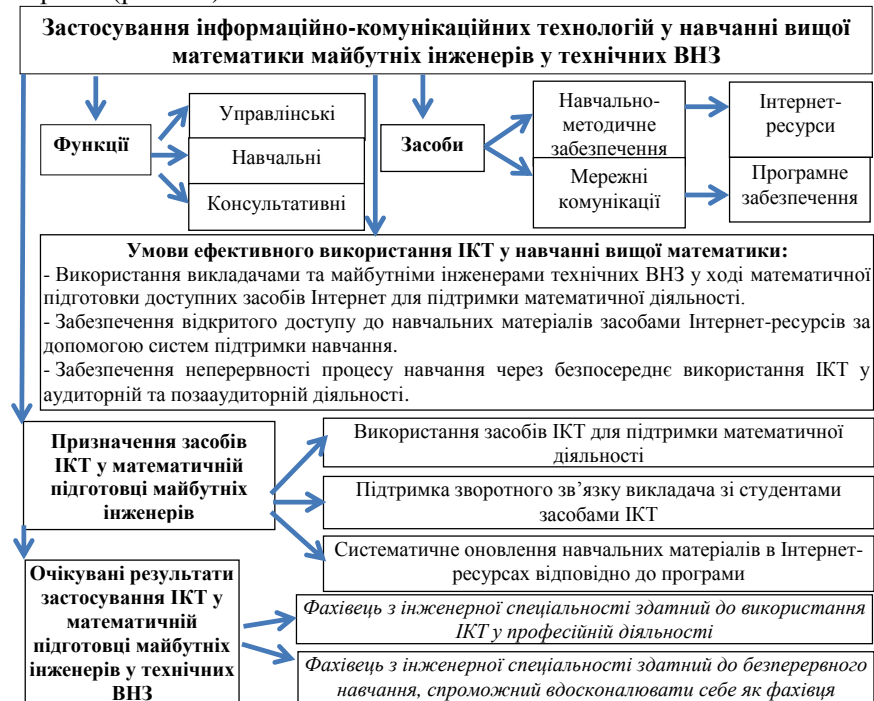 Застосування інформаційно-комунікаційних технологій у навчанні вищої
математики майбутніх інженерів у технічних ВНЗ
Функції
Управлінські
Навчальні
Консультативні
Засоби
Навчально-
методичне
забезпечення
Мережні
комунікації
Інтернет-
ресурси
Програмне
забезпечення
Умови ефективного використання ІКТ у навчанні вищої математики:
- Використання викладачами та майбутніми інженерами технічних ВНЗ у ході математичної
підготовки доступних засобів Інтернет для підтримки математичної діяльності.
- Забезпечення відкритого доступу до навчальних матеріалів засобами Інтернет-ресурсів за
допомогою систем підтримки навчання.
- Забезпечення неперервності процесу навчання через безпосереднє використання ІКТ у
аудиторній та позааудиторній діяльності.
Призначення засобів
ІКТ у математичній
підготовці майбутніх
інженерів
Використання засобів ІКТ для підтримки математичної
діяльності
Підтримка зворотного зв’язку викладача зі студентами
засобами ІКТ
Систематичне оновлення навчальних матеріалів в Інтернет-
ресурсах відповідно до програми
Очікувані результати
застосування ІКТ у
математичній
підготовці майбутніх
інженерів у технічних
ВНЗ
Фахівець з інженерної спеціальності здатний до використання
ІКТ у професійній діяльності
Фахівець з інженерної спеціальності здатний до безперервного
навчання, спроможний вдосконалювати себе як фахівця